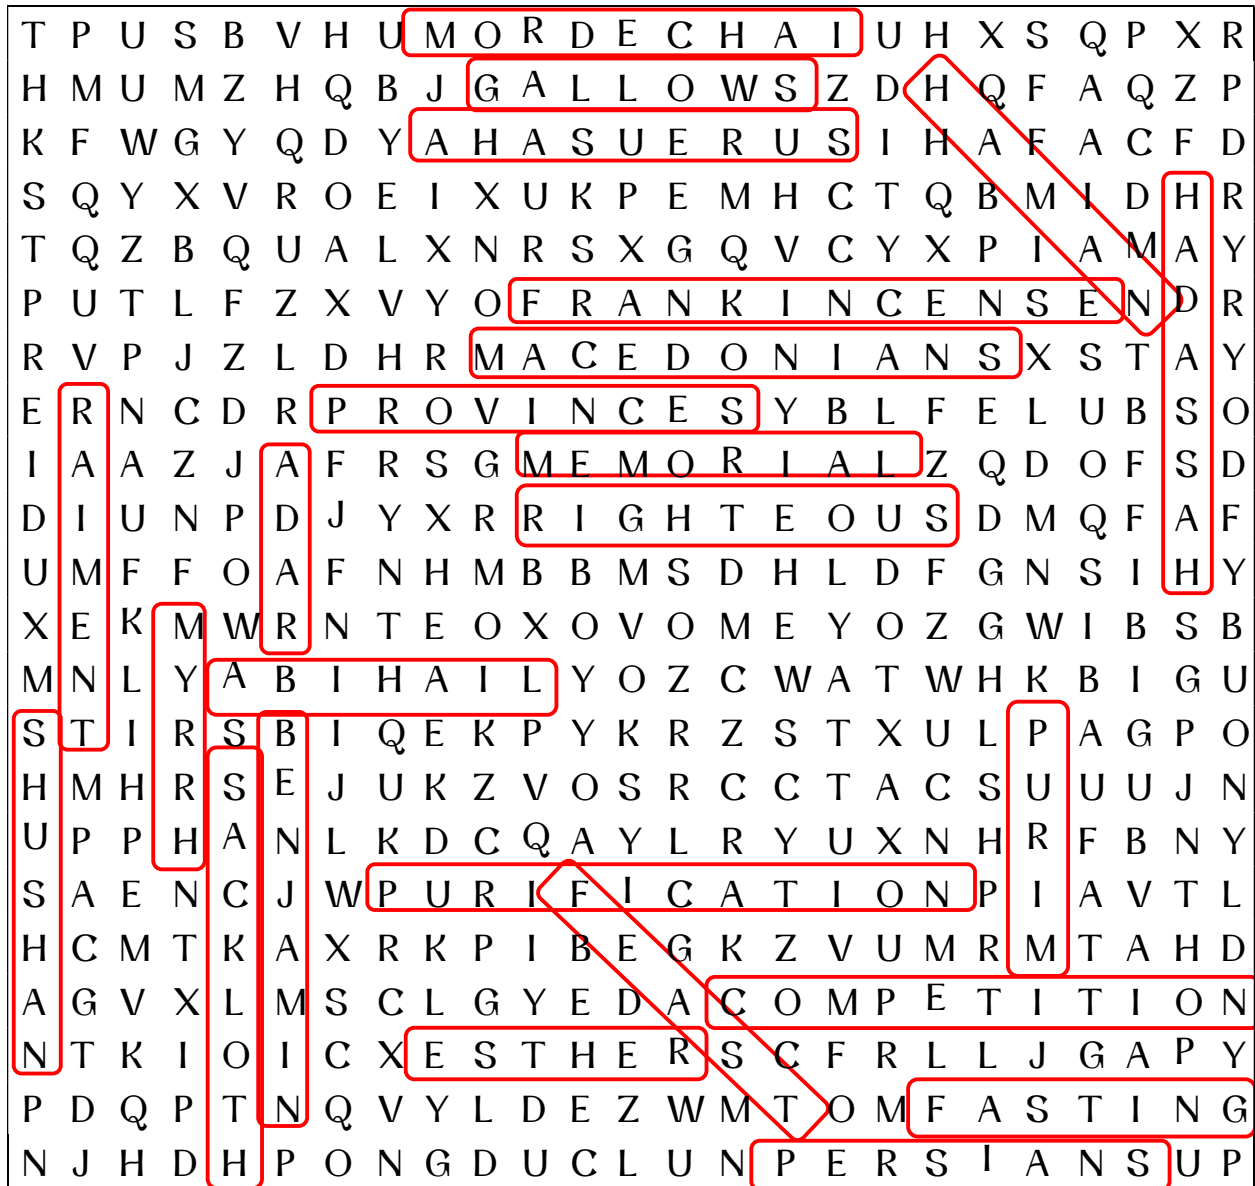 T P U S B V H U M O R D E C H A I U H X S Q P X R
H M U M Z H Q B J G A L L O W S Z D H Q F A Q Z P
K F W G Y Q D Y A H A S U E R U S I H A F A C F D
S Q Y X V R O E I X U K P E M H C T Q B M I D H R
T Q Z B Q U A L X N R S X G Q V C Y X P I A M A Y
P U T L F Z X V Y O F R A N K I N C E N S E N D R
R V P J Z L D H R M A C E D O N I A N S X S T A Y
E R N C D R P R O V I N C E S Y B L F E L U B S O
I A A Z J A F R S G M E M O R I A L Z Q D O F S D
D I U N P D J Y X R R I G H T E O U S D M Q F A F
U M F F O A F N H M B B M S D H L D F G N S I H Y
X E K M W R N T E O X O V O M E Y O Z G W I B S B
M N L Y A B I H A I L Y O Z C W A T W H K B I G U
S T I R S B I Q E K P Y K R Z S T X U L P A G P O
H M H R S E J U K Z V O S R C C T A C S U U U J N
U P P H A N L K D C Q A Y L R Y U X N H R F B N Y
S A E N C J W P U R I F I C A T I O N P I A V T L
H C M T K A X R K P I B E G K Z V U M R M T A H D
A G V X L M S C L G Y E D A C O M P E T I T I O N
N T K I O I C X E S T H E R S C F R L L J G A P Y
P D Q P T N Q V Y L D E Z W M T O M F A S T I N G
N J H D H P O N G D U C L U N P E R S I A N S U P